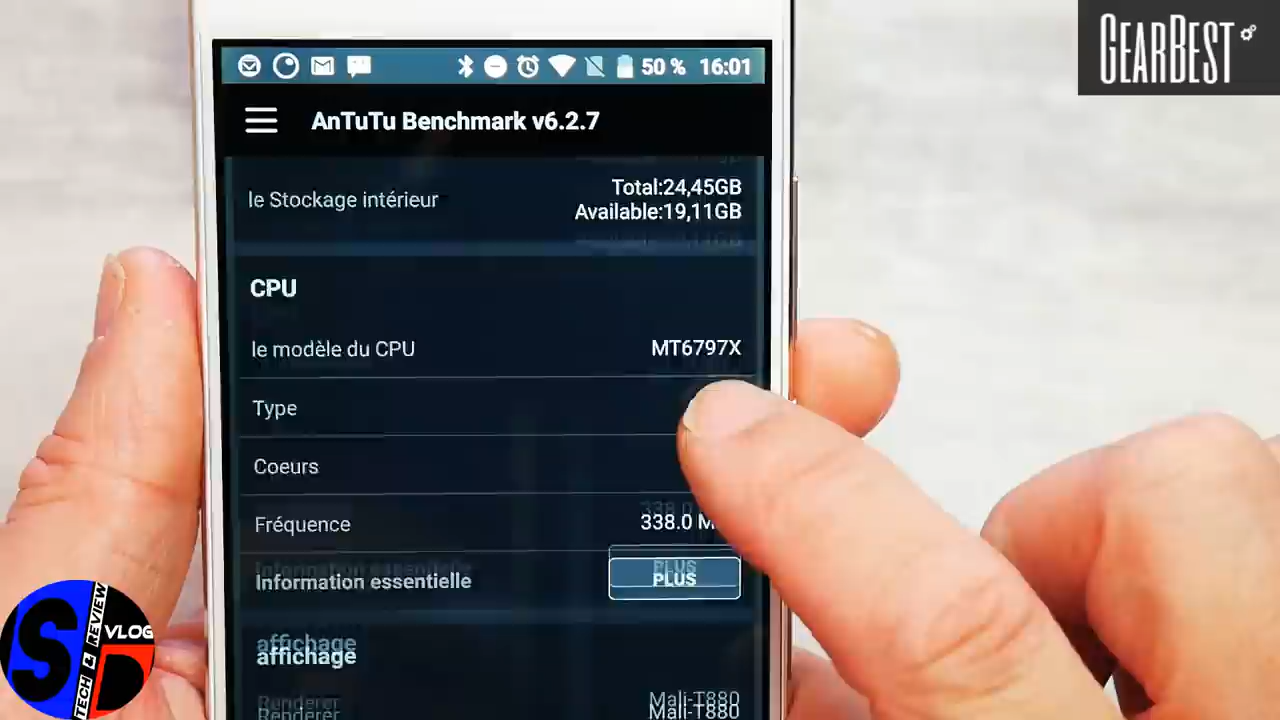 GEARBEST
50 % 16:01
AnTuTu Benchmark v6.2.7
le Stockage intérieur
Total:24,45GB
Available:19,11GB
CPU
le modèle du CPU MT6797X
Type
Coeurs
Fréquence 338.0 M
Information essentielle PLUS
affichage
Renderer Mali-T880
SD
TECH & REVIEW
VLOG